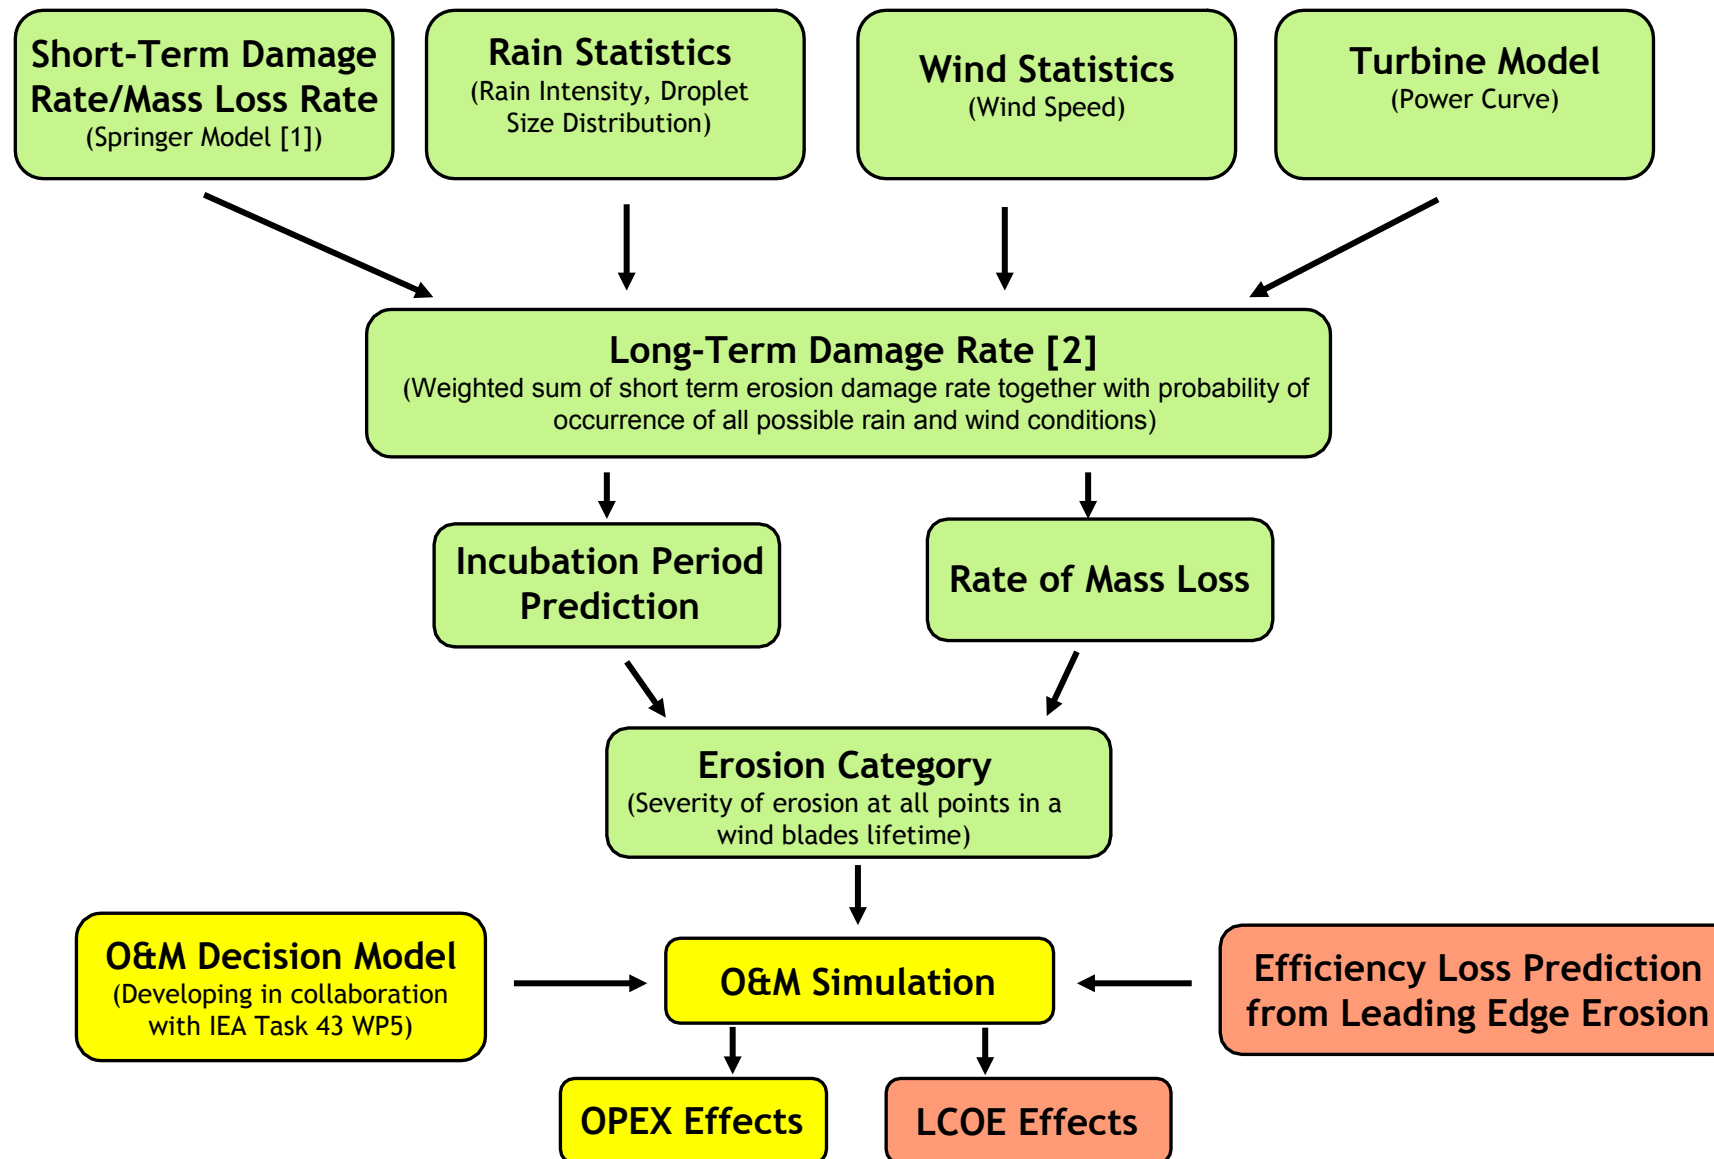 Short-Term Damage
Rate/Mass Loss Rate
(Springer Model [1])
Rain Statistics
(Rain Intensity, Droplet
Size Distribution)
Wind Statistics
(Wind Speed)
Turbine Model
(Power Curve)
Long-Term Damage Rate [2]
(Weighted sum of short term erosion damage rate together with probability of
occurrence of all possible rain and wind conditions)
Incubation Period
Prediction
Rate of Mass Loss
Erosion Category
(Severity of erosion at all points in a
wind blades lifetime)
O&M Decision Model
(Developing in collaboration
with IEA Task 43 WP5)
O&M Simulation
Efficiency Loss Prediction
from Leading Edge Erosion
OPEX Effects
LCOE Effects